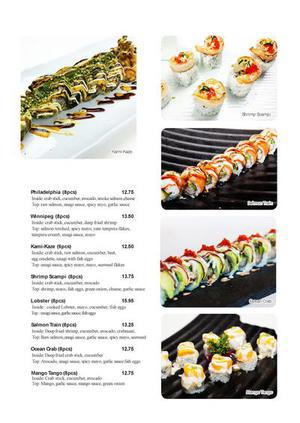 Kami-Kaze
Shrimp Scampi
Salmon Train
Ocean Crab
Mango Tango
Philadelphia (8pcs) 12.75
Inside: crab stick, cucumber, avocado, smoke salmon, cheese
Top: raw salmon, unagi sauce, spicy mayo, garlic sauce
Winnipeg (8pcs) 13.50
Inside: crab stick, cucumber, deep fried shrimp
Top: salmon torched, spicy mayo, yam tempura flakes,
tempura crunch, unagi sauce, mayo
Kami-Kaze (8pcs) 12.50
Inside: crab stick, raw salmon, cucumber,
egg omelette, unagi with fish eggs
Top: unagi sauce, spicy mayo, mayo, seaweed flakes
Shrimp Scampi (8pcs) 13.75
Inside: crab stick, cucumber, avocado
Top: shrimp, mayo, fish eggs, green onion, cheese, garlic sauce
Lobster (8pcs) 15.95
Inside: cooked Lobster, mayo, cucumber, fish eggs
Top: unagi sauce, garlic sauce, fish eggs
Salmon Train (8pcs) 13.25
Inside: Deep fried shrimp, cucumber, avocado, crabmeat,
Top: Raw salmon, unagi sauce, garlic sauce, spicy mayo, seaweed
Ocean Crab (8pcs) 12.75
Inside: Deep fried crab stick, cucumber
Top: Avocado, unagi sauce, spicy mayo, garlic sauce, fish eggs
Mango Tango (8pcs) 12.75
Inside: Crab stick, cucumber, avocado
Top: Mango, garlic sauce, mango sauce, green onion